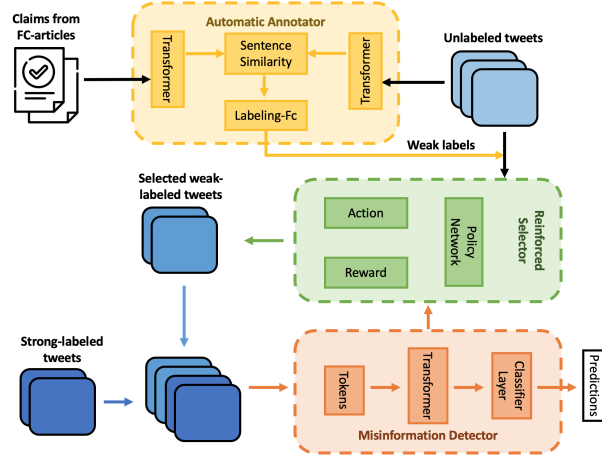 Claims from
FC-articles
Automatic Annotator
Transformer
Sentence
Similarity
Transformer
Labeling-Fc
Unlabeled tweets
Weak labels
Selected weak-
labeled tweets
Action
Reward
Policy
Network
Reinforced
Selector
Strong-labeled
tweets
Tokens
Transformer
Classifier
Layer
Misinformation Detector
Predictions